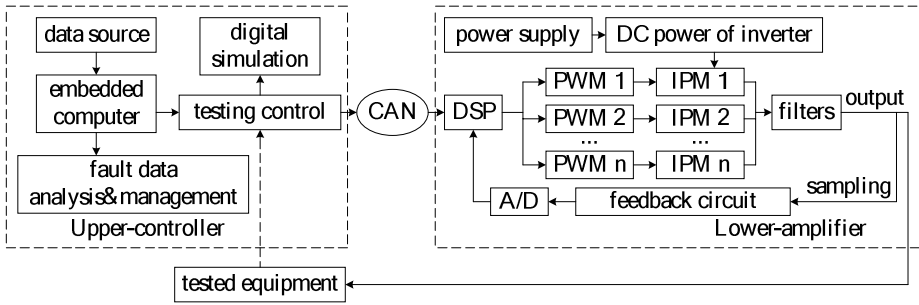 data source
embedded
computer
fault data
analysis&management
digital
simulation
testing control
Upper-controller
CAN
power supply
DC power of inverter
DSP
PWM 1
IPM 1
PWM 2
IPM 2
...
...
PWM n
IPM n
filters
output
sampling
A/D
feedback circuit
Lower-amplifier
tested equipment